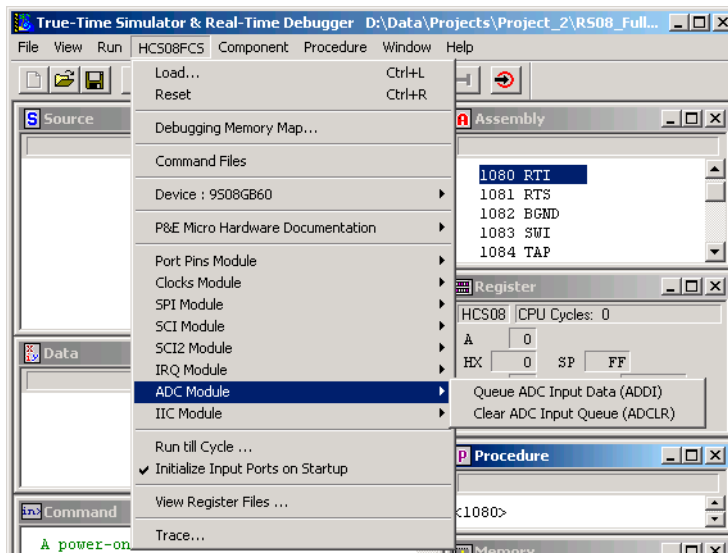 True-Time Simulator & Real-Time Debugger D:\Data\Projects\Project_2\RS08_Full...
File View Run HCS08FCS Component Procedure Window Help
Load... Ctrl+L
Reset Ctrl+R
Debugging Memory Map...
Command Files
Device : 9S08GB60
P&E Micro Hardware Documentation
Port Pins Module
Clocks Module
SPI Module
SCI Module
SCI2 Module
IRQ Module
ADC Module
IIC Module
Run till Cycle ...
Initialize Input Ports on Startup
View Register Files ...
Trace...
Queue ADC Input Data (ADDI)
Clear ADC Input Queue (ADCLR)
S Source
Data
in> Command
A power-on
A Assembly
1080 RTI
1081 RTS
1082 BGND
1083 SWI
1084 TAP
Register
HCS08 CPU Cycles: 0
A 0
HX 0 SP FF
P Procedure
<1080>
Memory